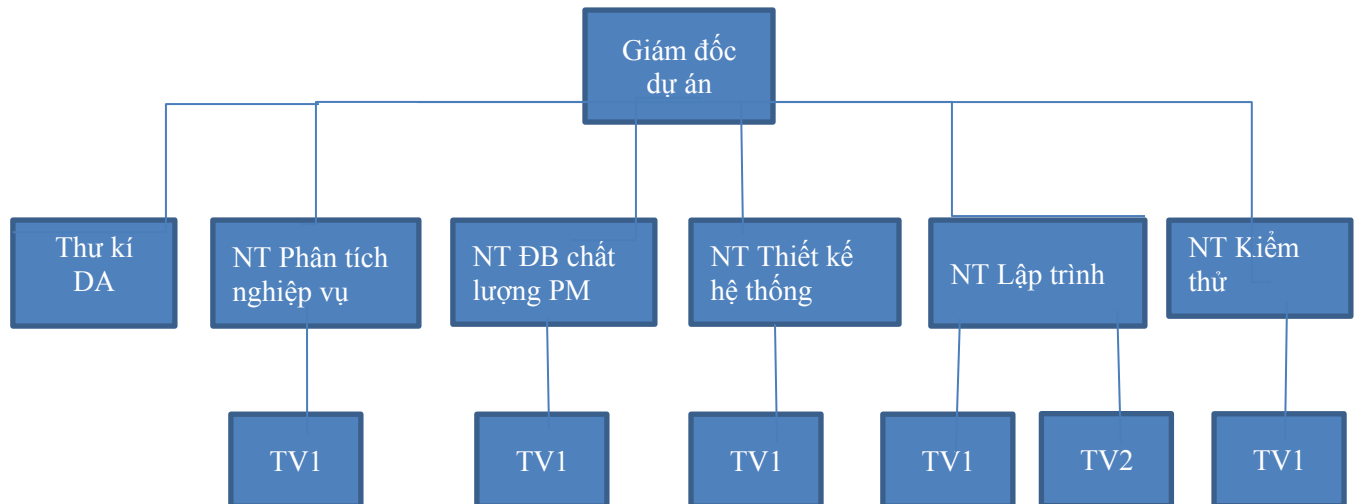 Giám đốc
dự án
Thư kí
DA
NT Phân tích
nghiệp vụ
NT ĐB chất
lượng PM
NT Thiết kế
hệ thống
NT Lập trình
NT Kiểm
thử
TV1
TV1
TV1
TV1
TV2
TV1